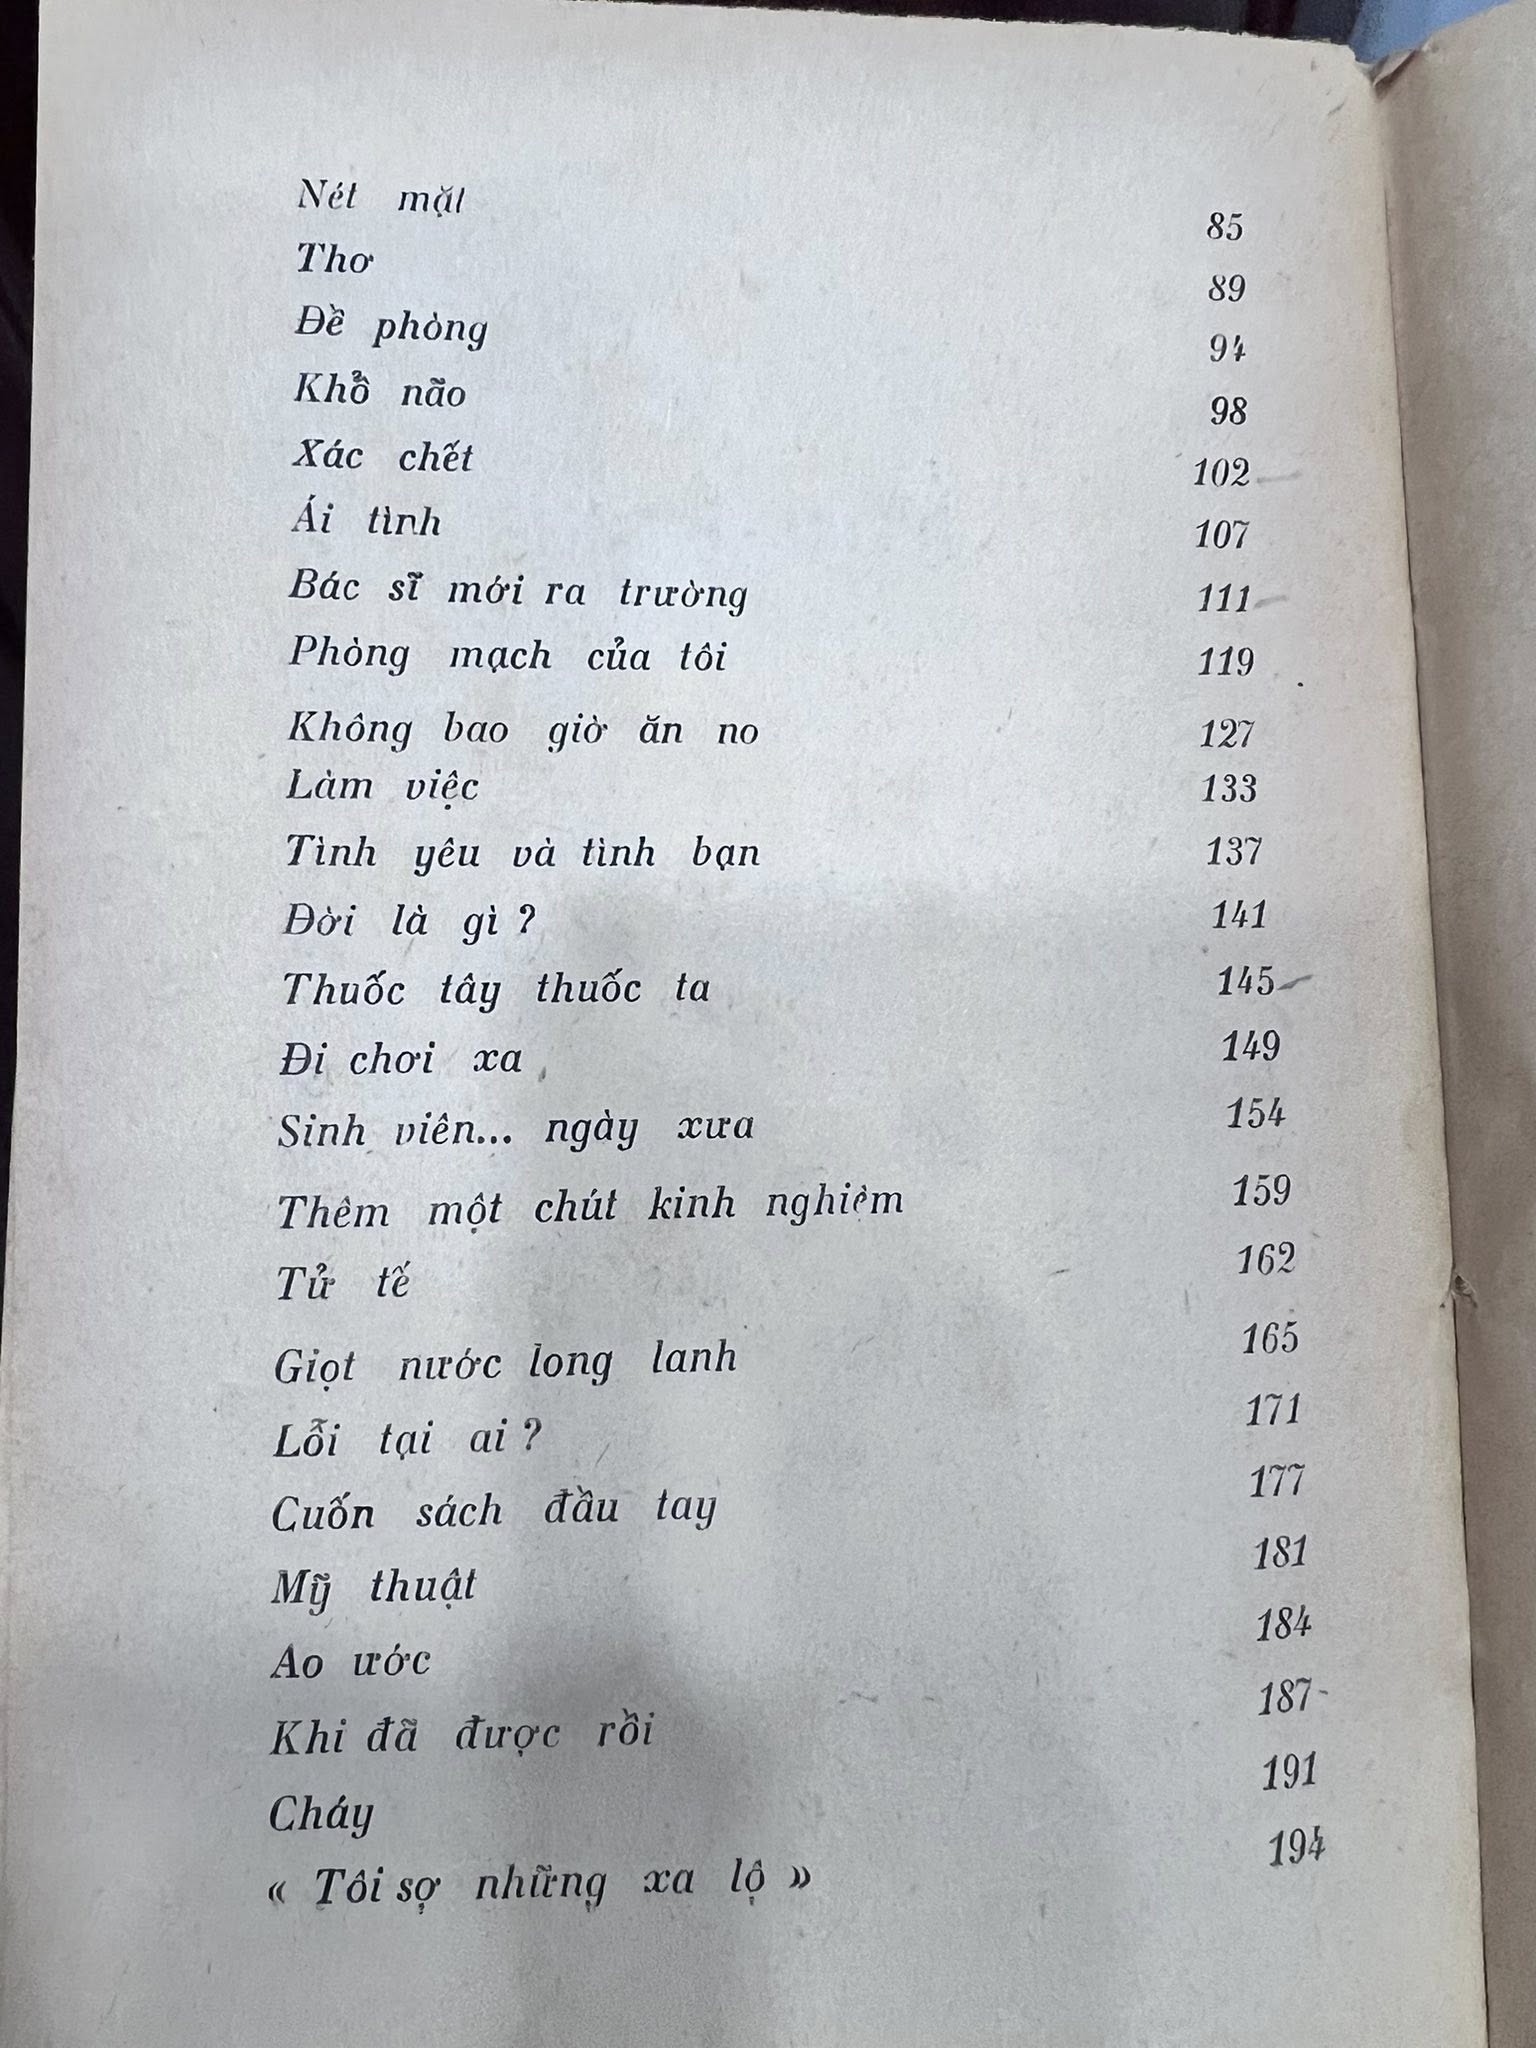 Nét mặt 85
Thơ 89
Đề phòng 94
Khổ não 98
Xác chết 102
Ái tình 107
Bác sĩ mới ra trường 111
Phòng mạch của tôi 119
Không bao giờ ăn no 127
Làm việc 133
Tình yêu và tình bạn 137
Đời là gì ? 141
Thuốc tây thuốc ta 145
Đi chơi xa 149
Sinh viên... ngày xưa 154
Thêm một chút kinh nghiệm 159
Tử tế 162
Giọt nước long lanh 165
Lỗi tại ai ? 171
Cuốn sách đầu tay 177
Mỹ thuật 181
Ao ước 184
Khi đã được rồi 187
Cháy 191
« Tôi sợ những xa lộ » 194